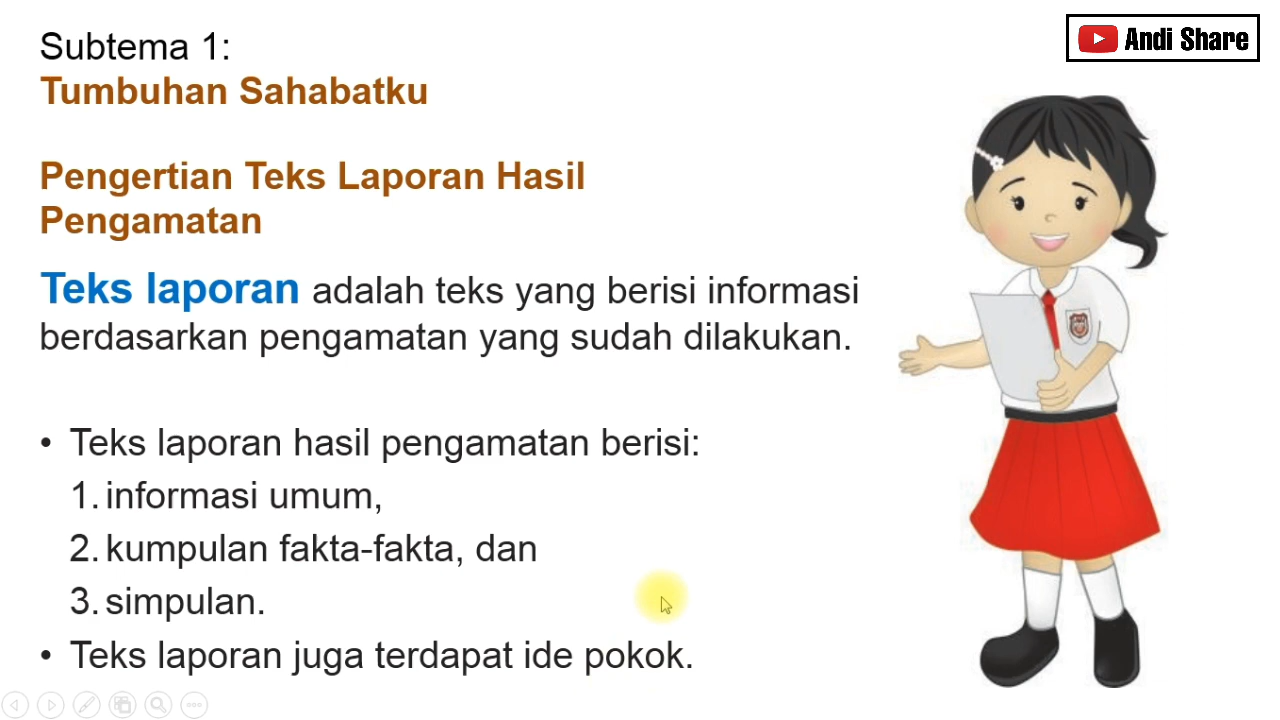 Subtema 1:
Tumbuhan Sahabatku
Andi Share
Pengertian Teks Laporan Hasil
Pengamatan
Teks laporan adalah teks yang berisi informasi
berdasarkan pengamatan yang sudah dilakukan.
• Teks laporan hasil pengamatan berisi:
1. informasi umum,
2. kumpulan fakta-fakta, dan
3. simpulan.
• Teks laporan juga terdapat ide pokok.